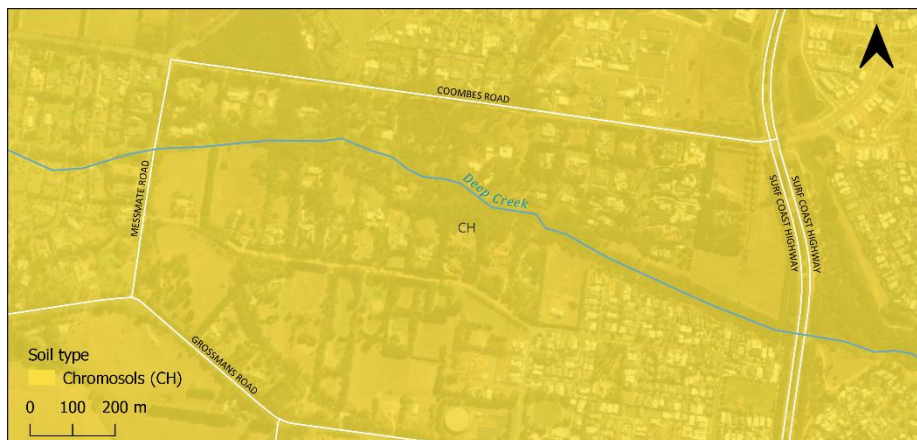 COOMBES ROAD
MESSMATE ROAD
Deep Creek
SURF COAST HIGHWAY
SURF COAST HIGHWAY
CH
GROSSMANS ROAD
Soil type
Chromosols (CH)
0 100 200 m